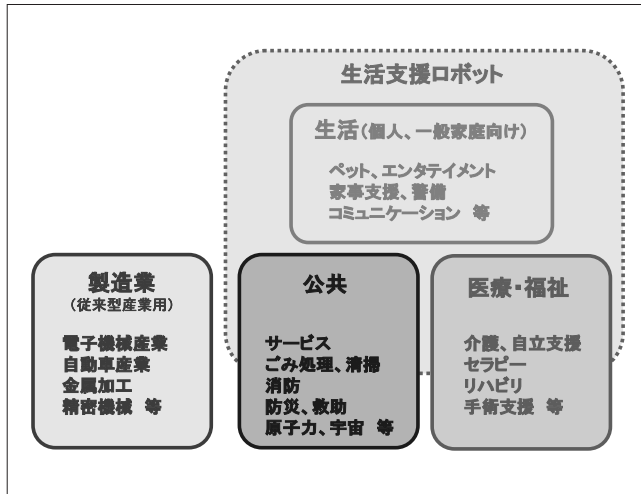 生活支援ロボット
生活(個人、一般家庭向け)
ペット、エンタテイメント
家事支援、警備
コミュニケーション 等
製造業
(従来型産業用)
電子機械産業
自動車産業
金属加工
精密機械 等
公共
サービス
ごみ処理、清掃
消防
防災、救助
原子力、宇宙 等
医療・福祉
介護、自立支援
セラピー
リハビリ
手術支援 等